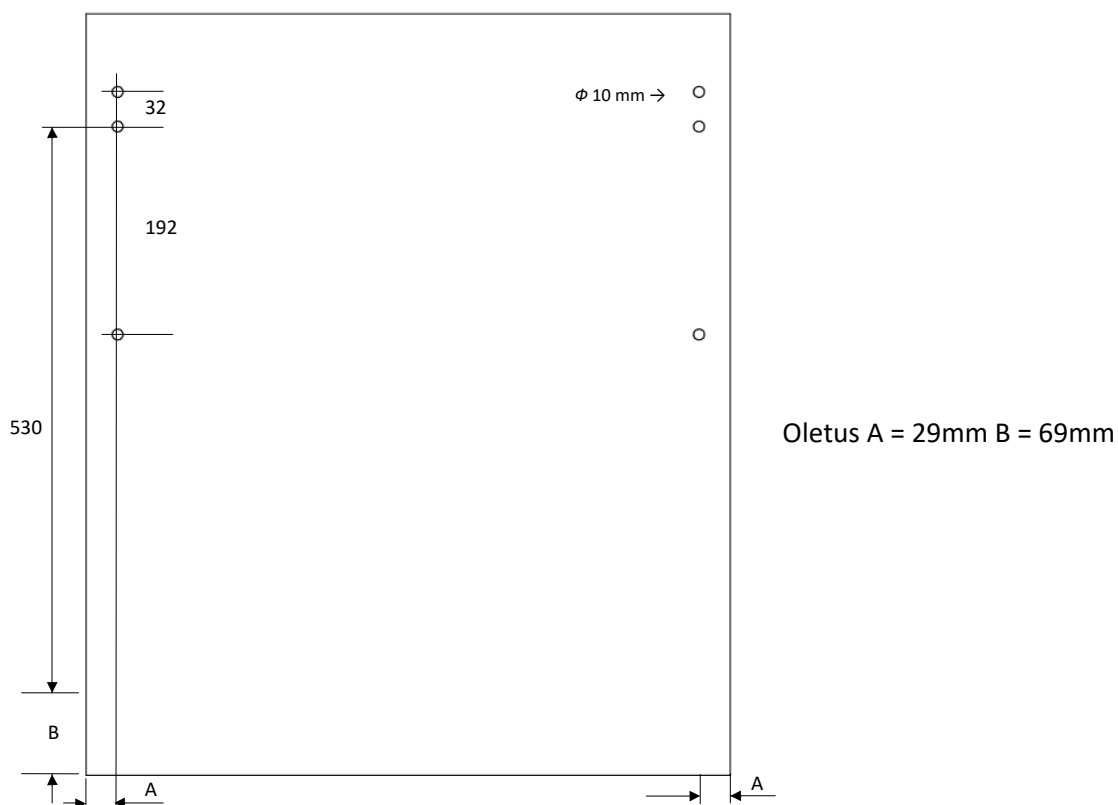 Φ 10 mm →
32
192
530
Oletus A = 29mm B = 69mm
B
A
A